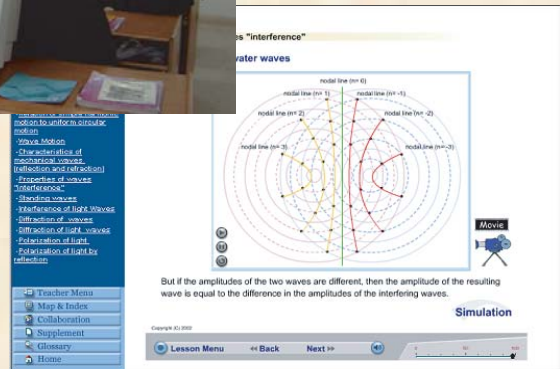 es "interference"
water waves
nodal line (n= 0)
nodal line (n= 1)
nodal line (n= -1)
nodal line (n= 2)
nodal line (n= -2)
nodal line (n= 3)
nodal line (n= -3)
motion to uniform circular
motion
-Wave Motion
-Characteristics of
mechanical waves
(reflection and refraction)
-Properties of waves
"interference"
-Standing waves
-Interference of light Waves
-Diffraction of waves
-Diffraction of light waves
-Polarization of light
-Polarization of light by
reflection
Movie
But if the amplitudes of the two waves are different, then the amplitude of the resulting
wave is equal to the difference in the amplitudes of the interfering waves.
Simulation
Teacher Menu
Map & Index
Collaboration
Supplement
Glossary
Home
Copyright (C) 2002
Lesson Menu
<< Back
Next >>